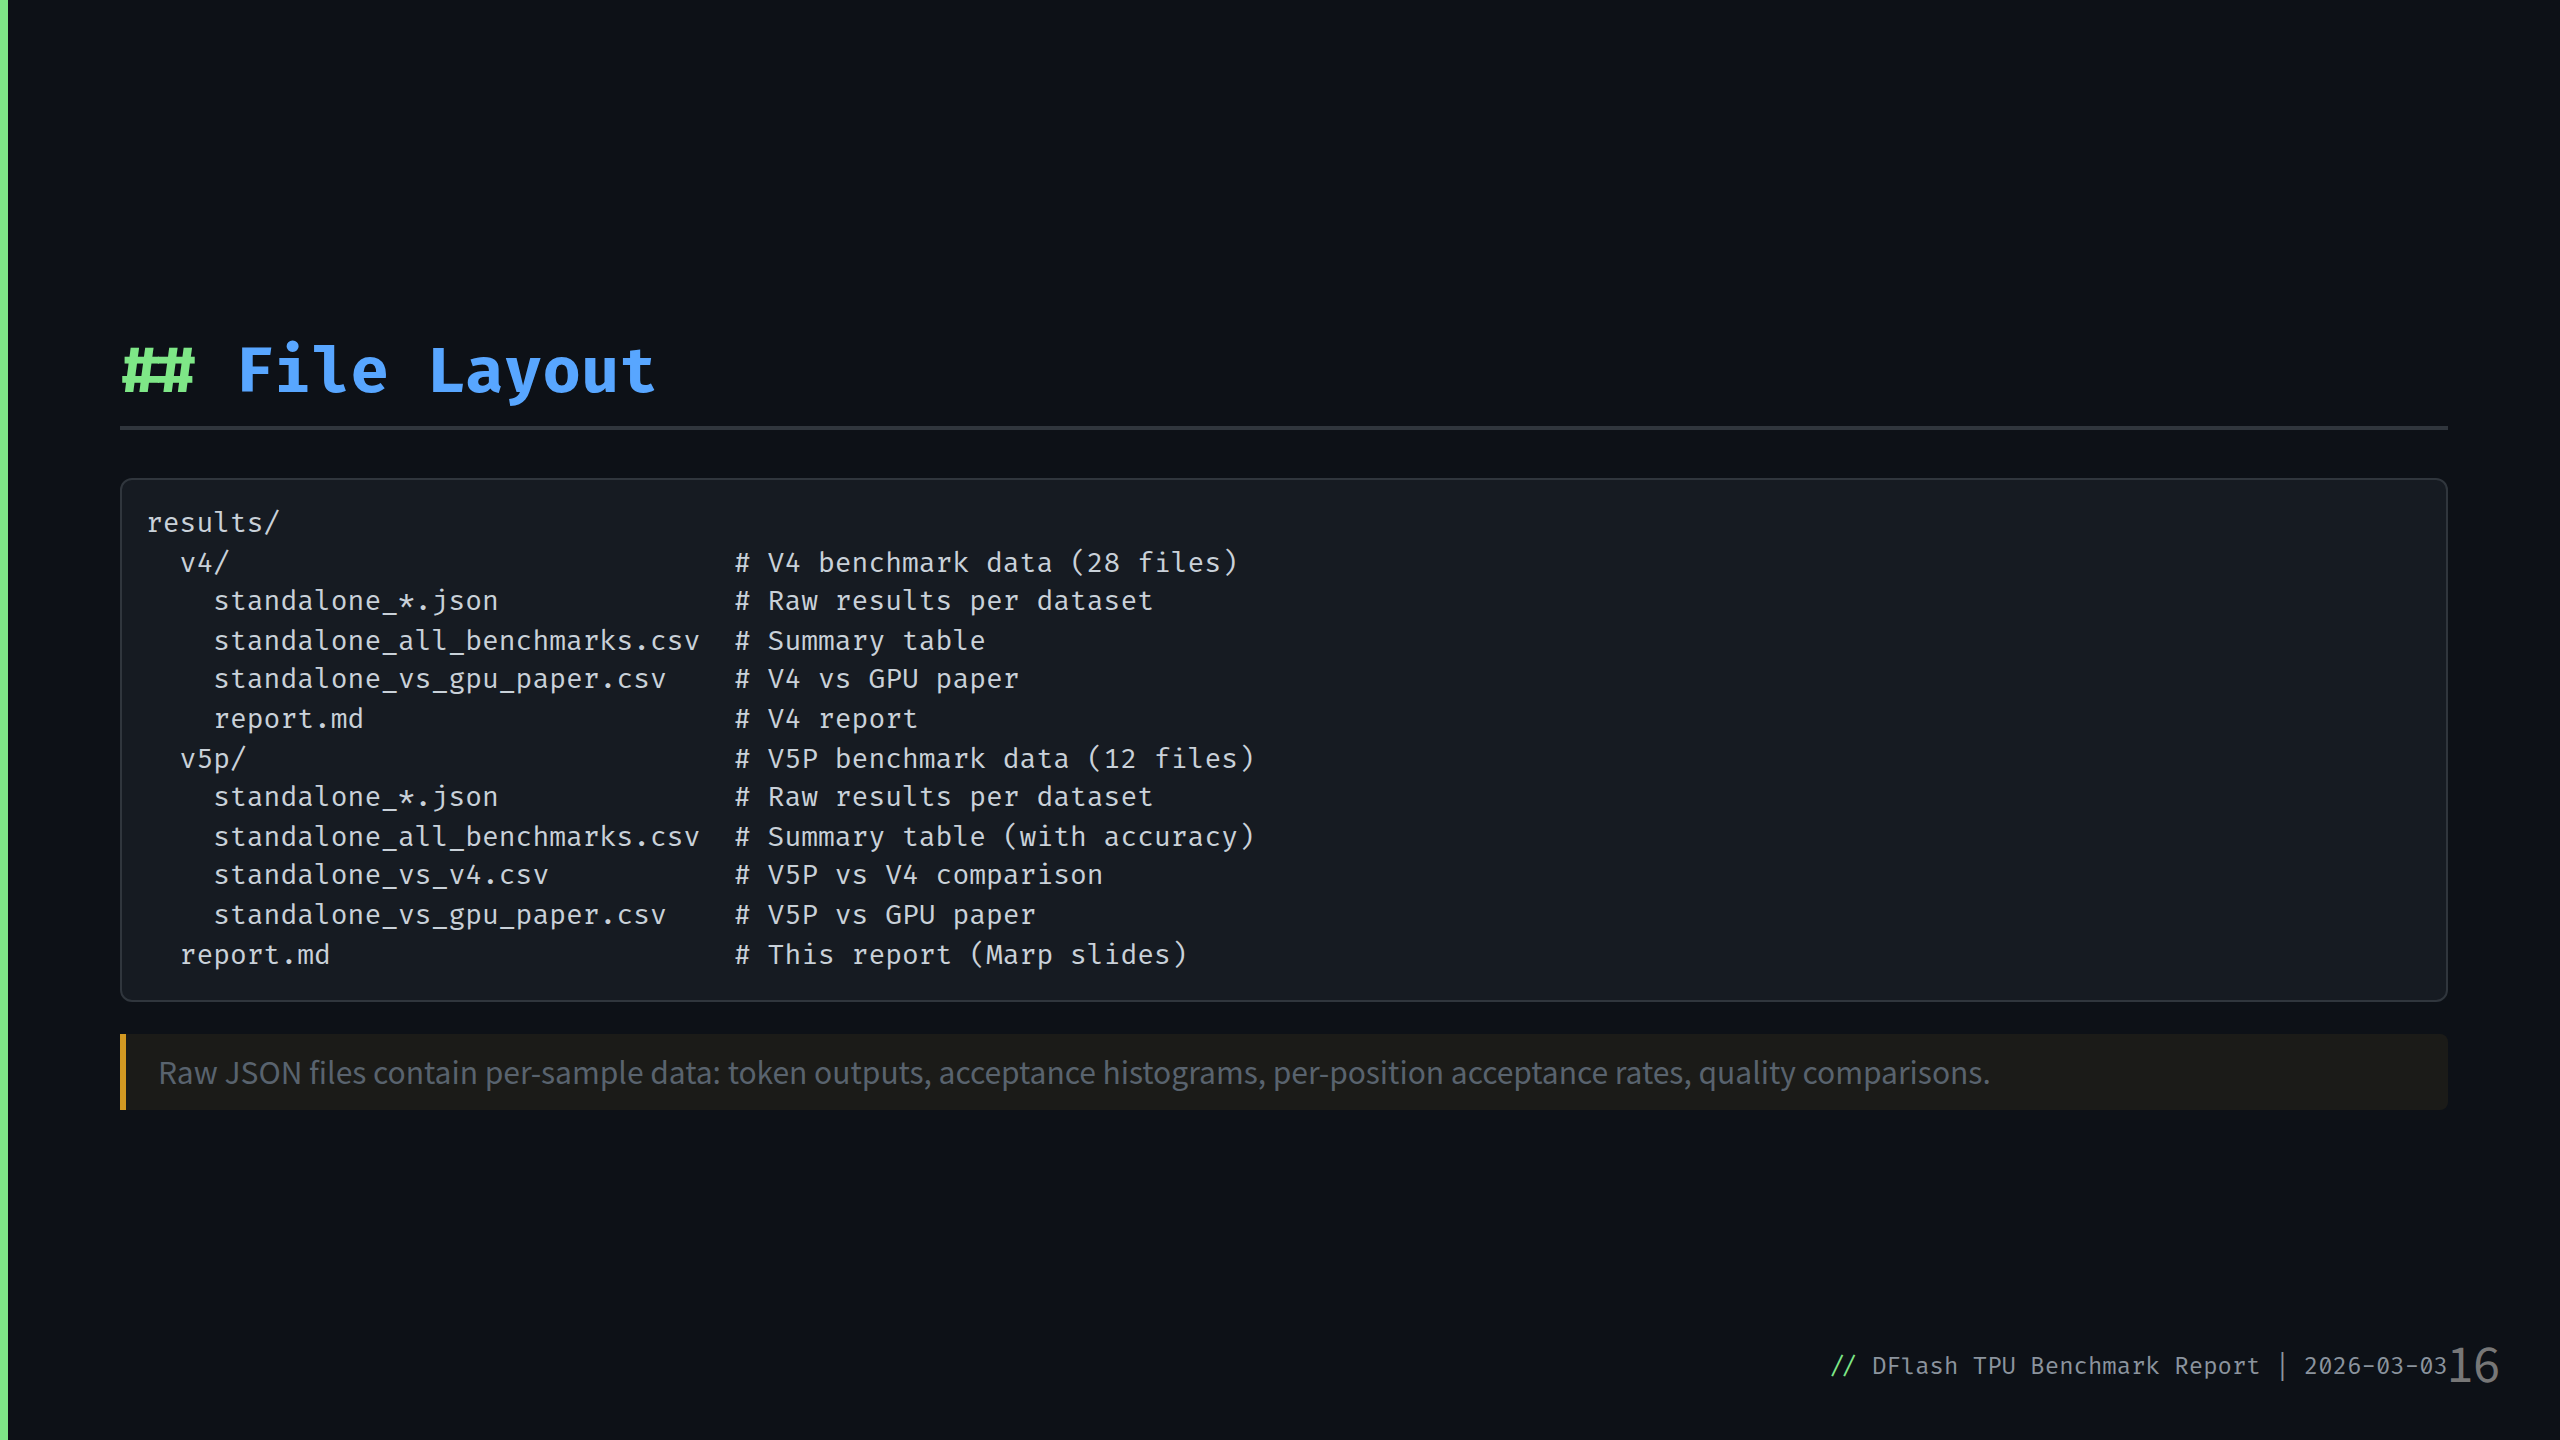 ## File Layout
results/
  v4/                              # V4 benchmark data (28 files)
    standalone_*.json              # Raw results per dataset
    standalone_all_benchmarks.csv  # Summary table
    standalone_vs_gpu_paper.csv    # V4 vs GPU paper
    report.md                      # V4 report
  v5p/                             # V5P benchmark data (12 files)
    standalone_*.json              # Raw results per dataset
    standalone_all_benchmarks.csv  # Summary table (with accuracy)
    standalone_vs_v4.csv           # V5P vs V4 comparison
    standalone_vs_gpu_paper.csv    # V5P vs GPU paper
  report.md                        # This report (Marp slides)
Raw JSON files contain per-sample data: token outputs, acceptance histograms, per-position acceptance rates, quality comparisons.
// DFlash TPU Benchmark Report | 2026-03-03 16